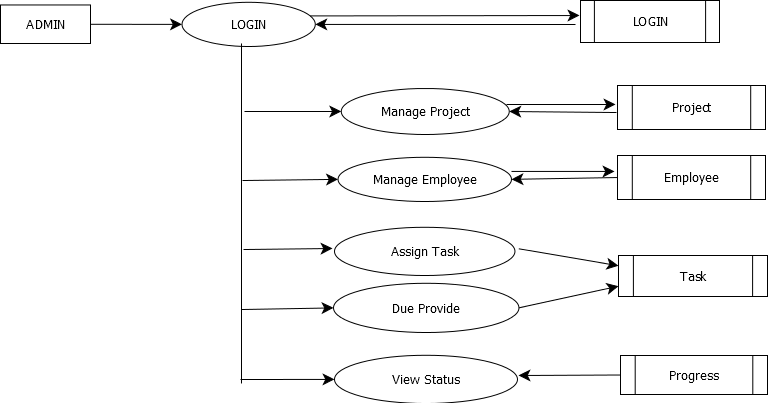 ADMIN
LOGIN
LOGIN
Manage Project
Project
Manage Employee
Employee
Assign Task
Task
Due Provide
View Status
Progress